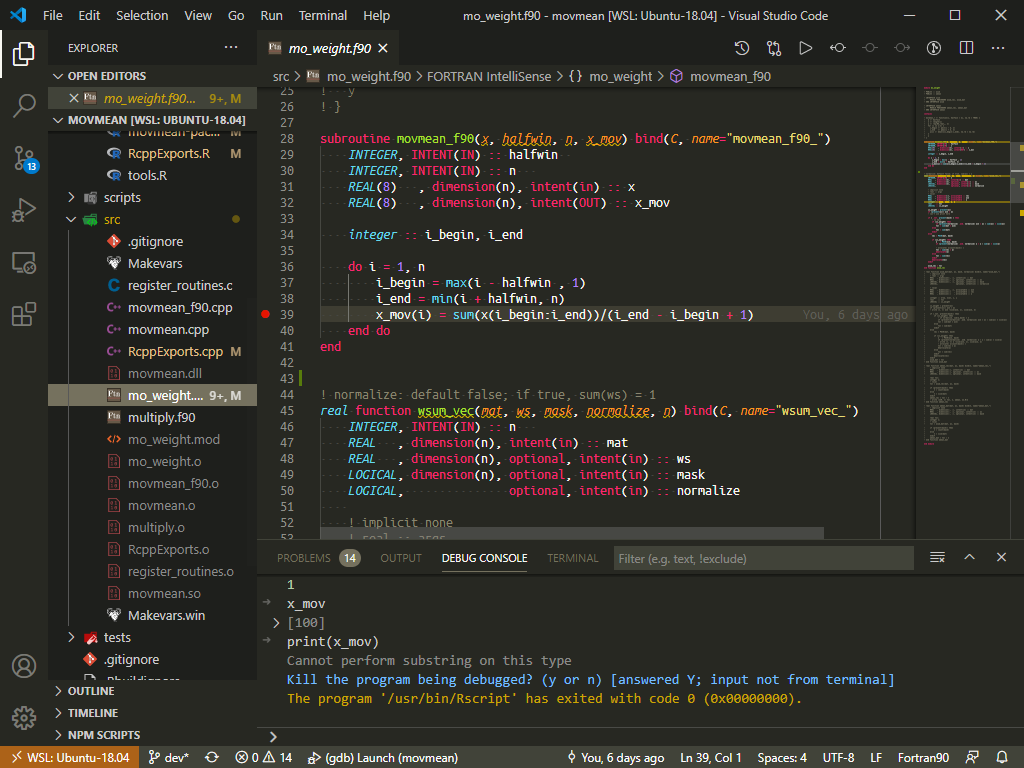 File Edit Selection View Go Run Terminal Help mo_weight.f90 - movmean [WSL: Ubuntu-18.04] - Visual Studio Code
EXPLORER ···
OPEN EDITORS
mo_weight.f90... 9+, M
MOVMEAN [WSL: UBUNTU-18.04]
movmean-pac...
RcppExports.R M
tools.R
scripts
src
.gitignore
Makevars
register_routines.c
movmean_f90.cpp
movmean.cpp
RcppExports.cpp M
movmean.dll
mo_weight.... 9+, M
multiply.f90
mo_weight.mod
mo_weight.o
movmean_f90.o
movmean.o
multiply.o
RcppExports.o
register_routines.o
movmean.so
Makevars.win
tests
.gitignore
.Rbuildignore
OUTLINE
TIMELINE
NPM SCRIPTS
13
mo_weight.f90
src > mo_weight.f90 > FORTRAN IntelliSense > {} mo_weight > movmean_f90
25 ! y
26 ! }
27
28 subroutine movmean_f90(x, halfwin, n, x_mov) bind(C, name="movmean_f90_")
29 INTEGER, INTENT(IN) :: halfwin
30 INTEGER, INTENT(IN) :: n
31 REAL(8) , dimension(n), intent(in) :: x
32 REAL(8) , dimension(n), intent(OUT) :: x_mov
33
34 integer :: i_begin, i_end
35
36 do i = 1, n
37 i_begin = max(i - halfwin , 1)
38 i_end = min(i + halfwin, n)
39 x_mov(i) = sum(x(i_begin:i_end))/(i_end - i_begin + 1) You, 6 days ago
40 end do
41 end
42
43
44 ! normalize: default false; if true, sum(ws) = 1
45 real function wsum_vec(mat, ws, mask, normalize, n) bind(C, name="wsum_vec_")
46 INTEGER, INTENT(IN) :: n
47 REAL , dimension(n), intent(in) :: mat
48 REAL , dimension(n), optional, intent(in) :: ws
49 LOGICAL, dimension(n), optional, intent(in) :: mask
50 LOGICAL, optional, intent(in) :: normalize
51
52 ! implicit none
53 ! real :: args
PROBLEMS 14 OUTPUT DEBUG CONSOLE TERMINAL Filter (e.g. text, !exclude)
1
x_mov
[100]
print(x_mov)
Cannot perform substring on this type
Kill the program being debugged? (y or n) [answered Y; input not from terminal]
The program '/usr/bin/Rscript' has exited with code 0 (0x00000000).
WSL: Ubuntu-18.04 dev* 0 14 (gdb) Launch (movmean) You, 6 days ago Ln 39, Col 1 Spaces: 4 UTF-8 LF Fortran90